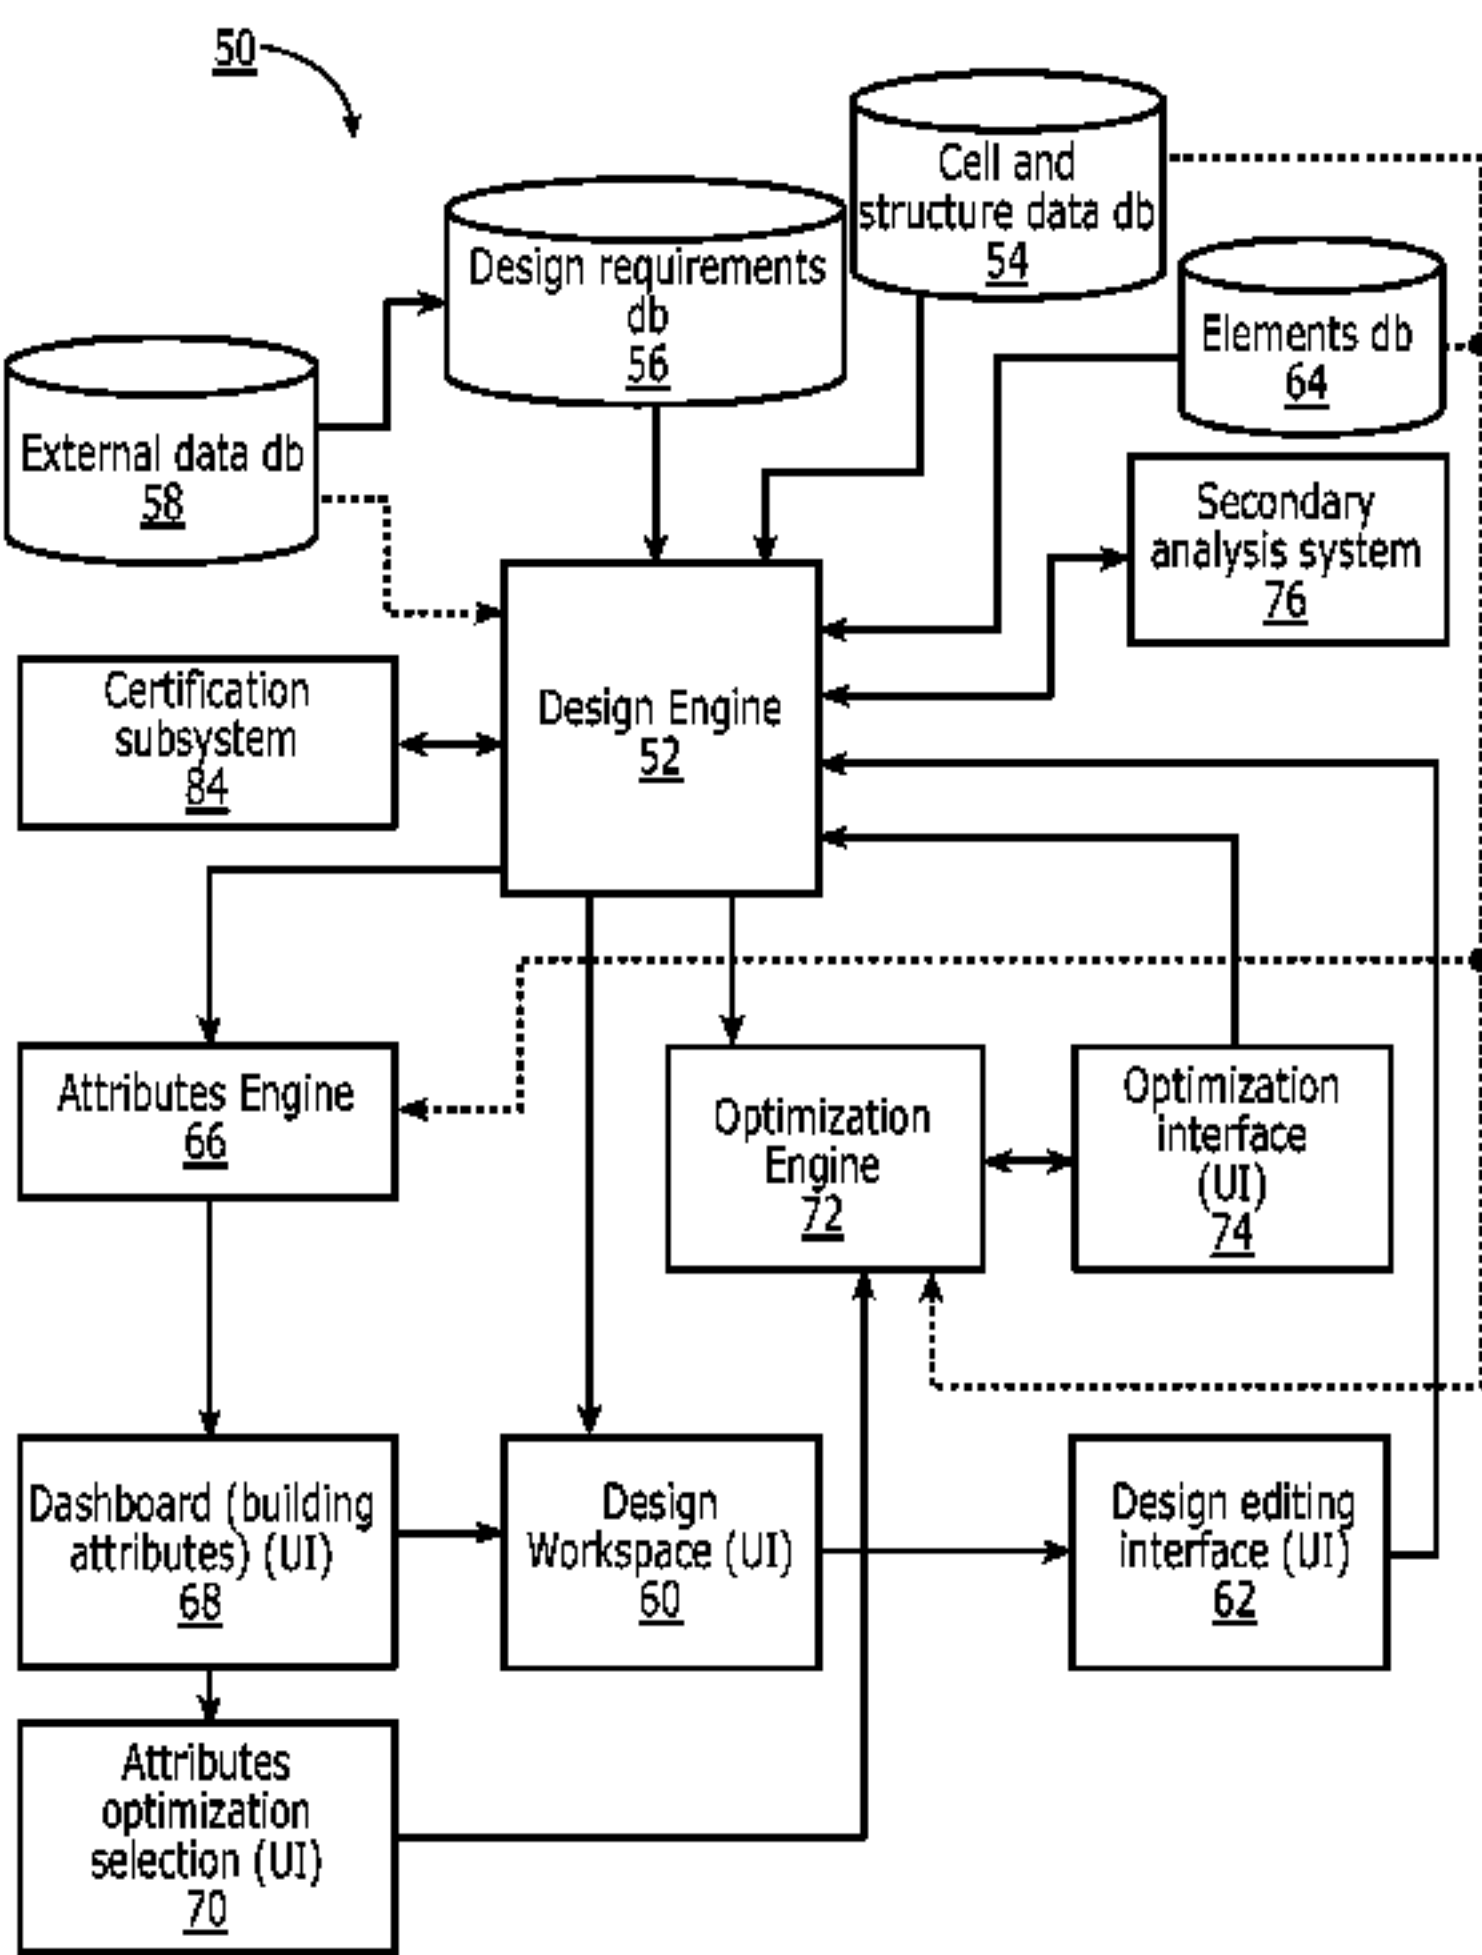 50
Cell and
structure data db
54
Design requirements
db
56
Elements db
64
External data db
58
Secondary
analysis system
76
Certification
subsystem
84
Design Engine
52
Attributes Engine
66
Optimization
Engine
72
Optimization
interface
(UI)
74
Dashboard (building
attributes) (UI)
68
Design
Workspace (UI)
60
Design editing
interface (UI)
62
Attributes
optimization
selection (UI)
70